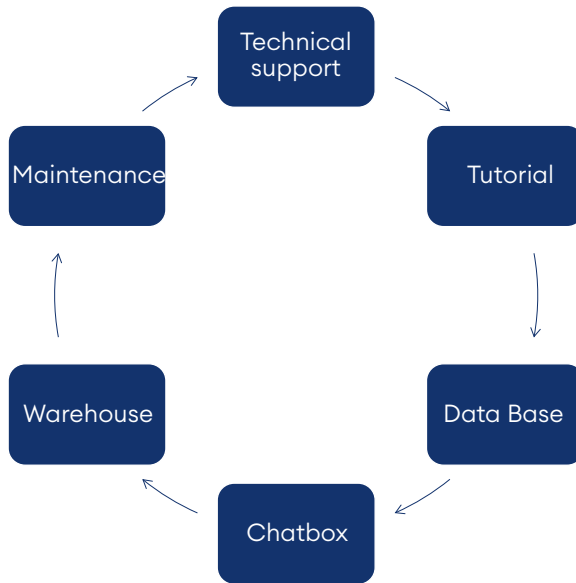 Technical
support
Tutorial
Data Base
Chatbox
Warehouse
Maintenance